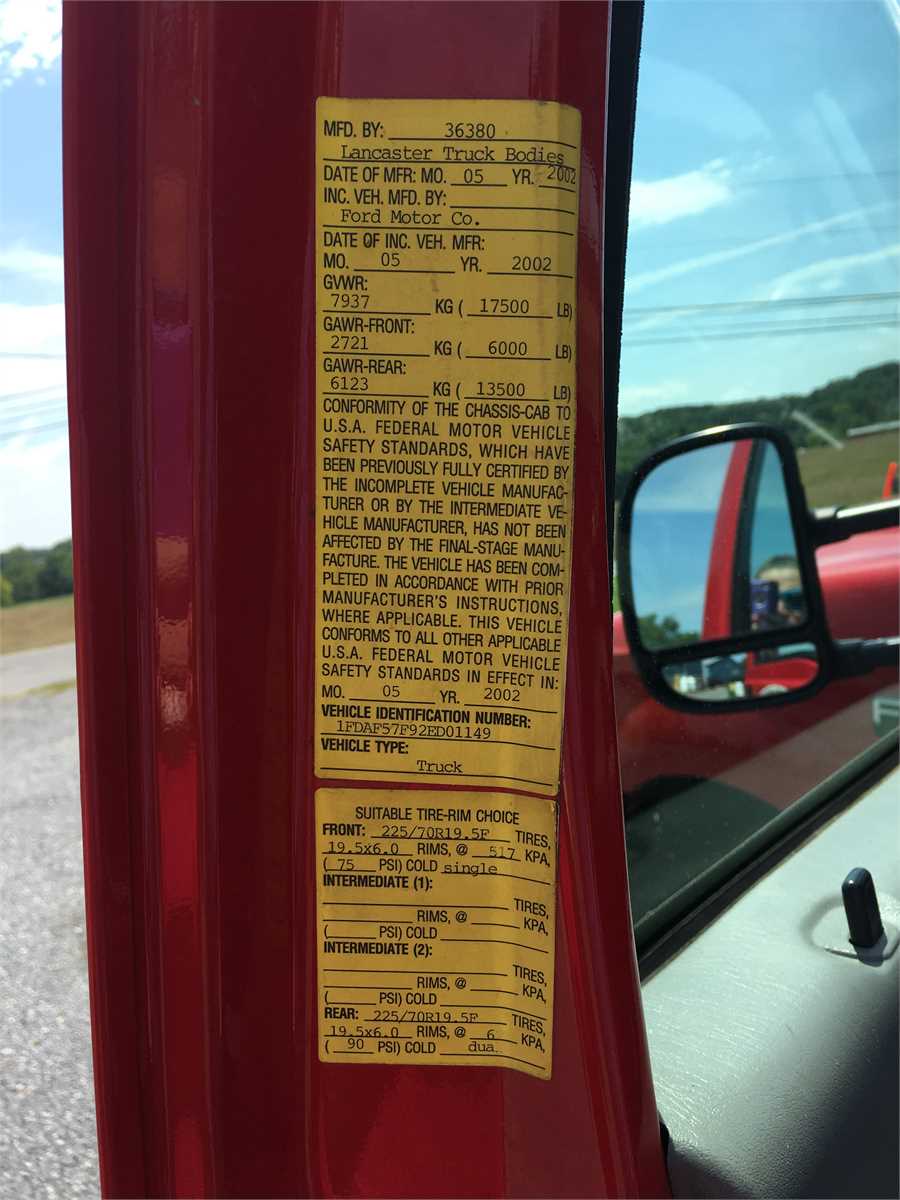 MFD. BY: 36380
Lancaster Truck Bodies
DATE OF MFR: MO. 05 YR. 2002
INC. VEH. MFD. BY:
Ford Motor Co.
DATE OF INC. VEH. MFR:
MO. 05 YR. 2002
GVWR:
7937 KG ( 17500 LB)
GAWR-FRONT:
2721 KG ( 6000 LB)
GAWR-REAR:
6123 KG ( 13500 LB)
CONFORMITY OF THE CHASSIS-CAB TO
U.S.A. FEDERAL MOTOR VEHICLE
SAFETY STANDARDS, WHICH HAVE
BEEN PREVIOUSLY FULLY CERTIFIED BY
THE INCOMPLETE VEHICLE MANUFAC-
TURER OR BY THE INTERMEDIATE VE-
HICLE MANUFACTURER, HAS NOT BEEN
AFFECTED BY THE FINAL-STAGE MANU-
FACTURE. THE VEHICLE HAS BEEN COM-
PLETED IN ACCORDANCE WITH PRIOR
MANUFACTURER'S INSTRUCTIONS,
WHERE APPLICABLE. THIS VEHICLE
CONFORMS TO ALL OTHER APPLICABLE
U.S.A. FEDERAL MOTOR VEHICLE
SAFETY STANDARDS IN EFFECT IN:
MO. 05 YR. 2002
VEHICLE IDENTIFICATION NUMBER:
1FDAF57F92ED01149
VEHICLE TYPE:
Truck
SUITABLE TIRE-RIM CHOICE
FRONT: 225/70R19.5F TIRES,
19.5x6.0 RIMS, @ 517 KPA,
( 75 PSI) COLD single
INTERMEDIATE (1):
TIRES,
RIMS, @ KPA,
( PSI) COLD
INTERMEDIATE (2):
TIRES,
RIMS, @ KPA,
( PSI) COLD
REAR: 225/70R19.5F TIRES,
19.5x6.0 RIMS, @ 6 KPA,
( 90 PSI) COLD dua